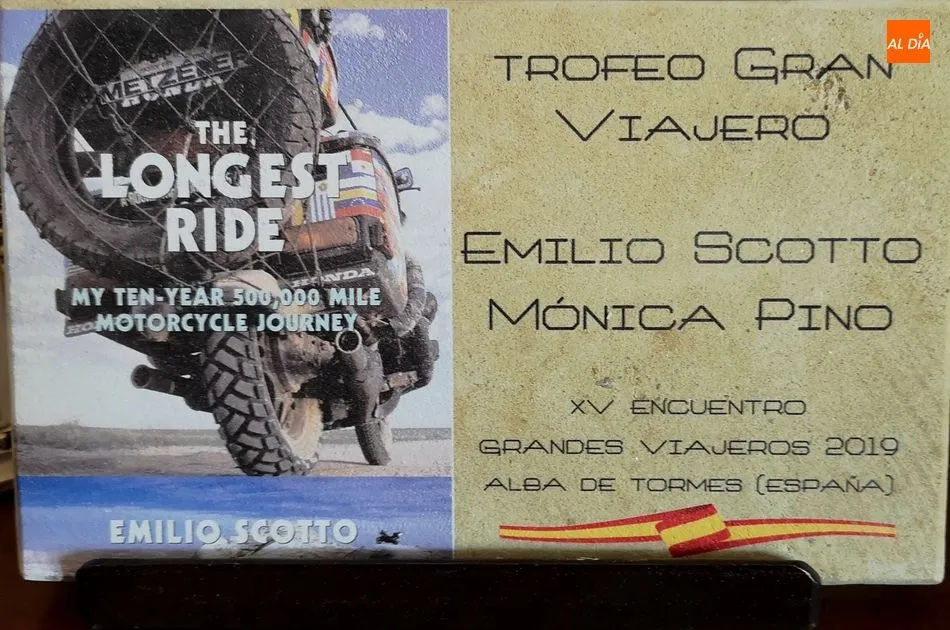 AL DÍA
METZELER
HONDA
THE
LONGEST
RIDE
HONDA
MY TEN-YEAR 500,000 MILE
MOTORCYCLE JOURNEY
EMILIO SCOTTO
TROFEO GRAN
VIAJERO
EMILIO SCOTTO
MÓNICA PINO
XV ENCUENTRO
GRANDES VIAJEROS 2019
ALBA DE TORMES (ESPAÑA)